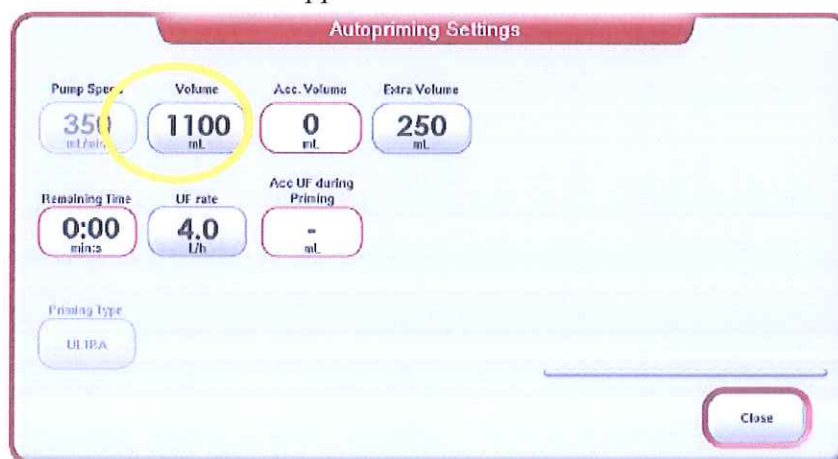 Autopriming Settings
Pump Speed Volume Acc. Volume Extra Volume
350 1100 0 250
mL/min mL mL mL
Remaining Time UF rate Acc UF during
Priming
0:00 4.0 -
min:s L/h mL
Priming Type
ULTRA
Close